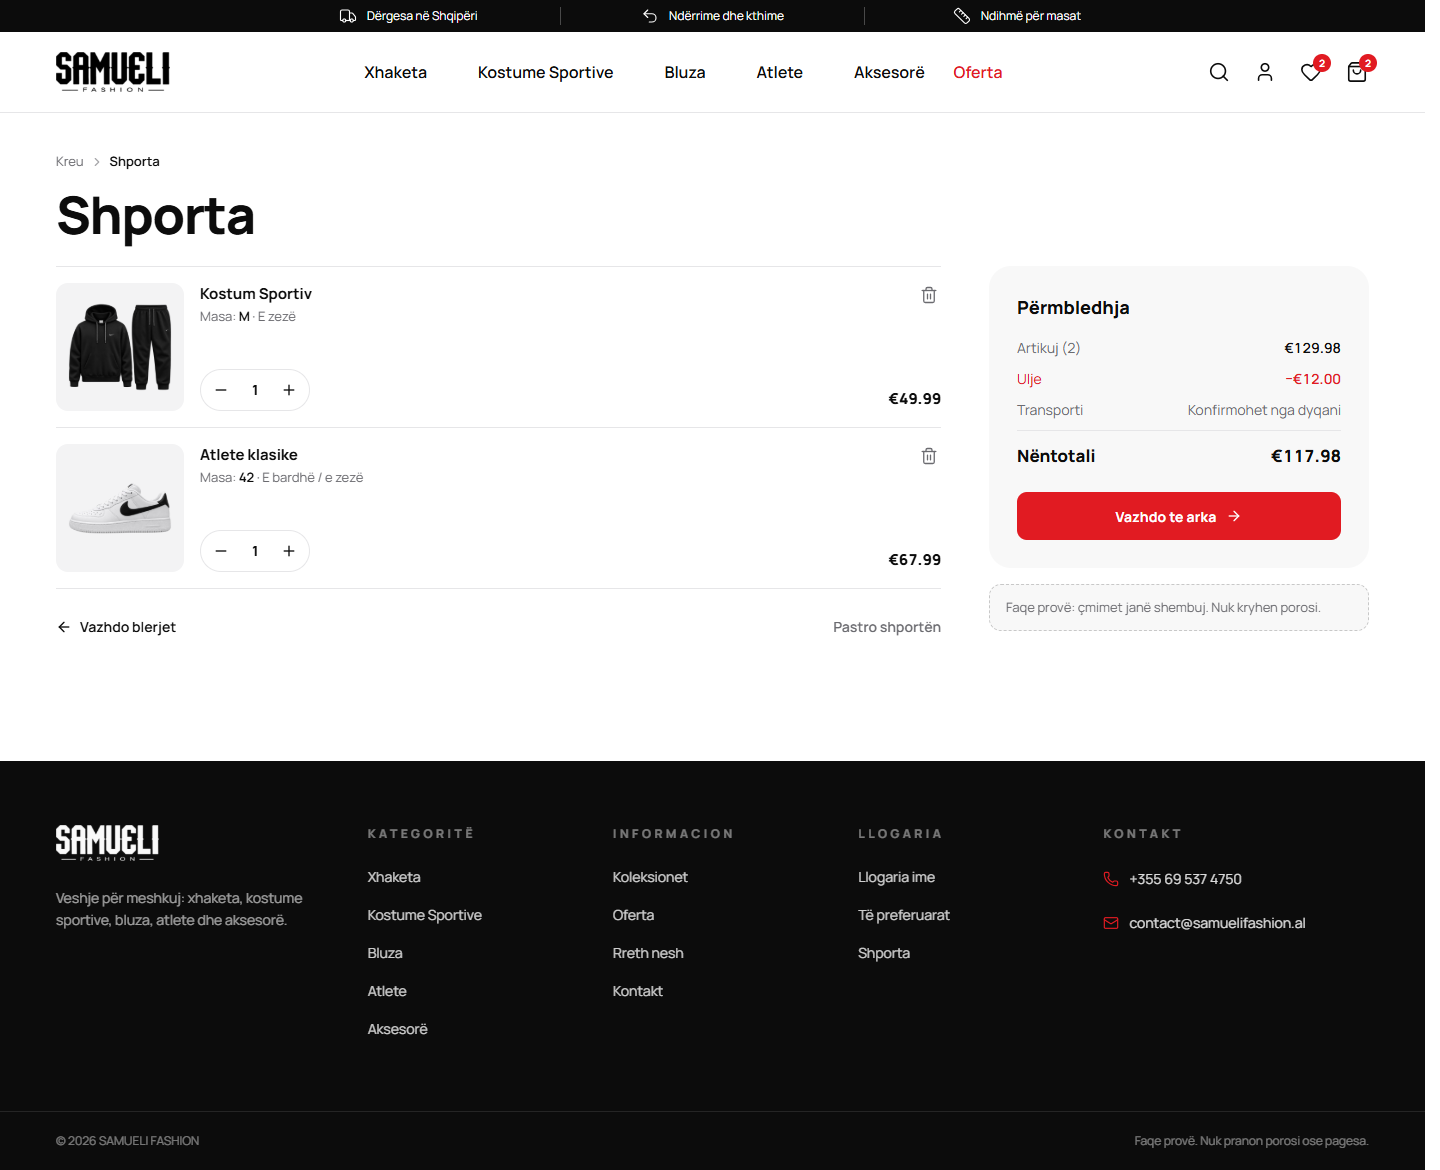 Dërgesa në Shqipëri
Ndërrime dhe kthime
Ndihmë për masat
SAMUELI
FASHION
Xhaketa
Kostume Sportive
Bluza
Atlete
Aksesorë
Oferta
2
2
Kreu
Shporta
Shporta
Kostum Sportiv
Masa: M · E zezë
1
€49.99
Atlete klasike
Masa: 42 · E bardhë / e zezë
1
€67.99
Vazhdo blerjet
Pastro shportën
Përmbledhja
Artikuj (2) €129.98
Ulje −€12.00
Transporti Konfirmohet nga dyqani
Nëntotali €117.98
Vazhdo te arka
Faqe provë: çmimet janë shembuj. Nuk kryhen porosi.
SAMUELI
FASHION
Veshje për meshkuj: xhaketa, kostume
sportive, bluza, atlete dhe aksesorë.
KATEGORITË
Xhaketa
Kostume Sportive
Bluza
Atlete
Aksesorë
INFORMACION
Koleksionet
Oferta
Rreth nesh
Kontakt
LLOGARIA
Llogaria ime
Të preferuarat
Shporta
KONTAKT
+355 69 537 4750
contact@samuelifashion.al
© 2026 SAMUELI FASHION
Faqe provë. Nuk pranon porosi ose pagesa.